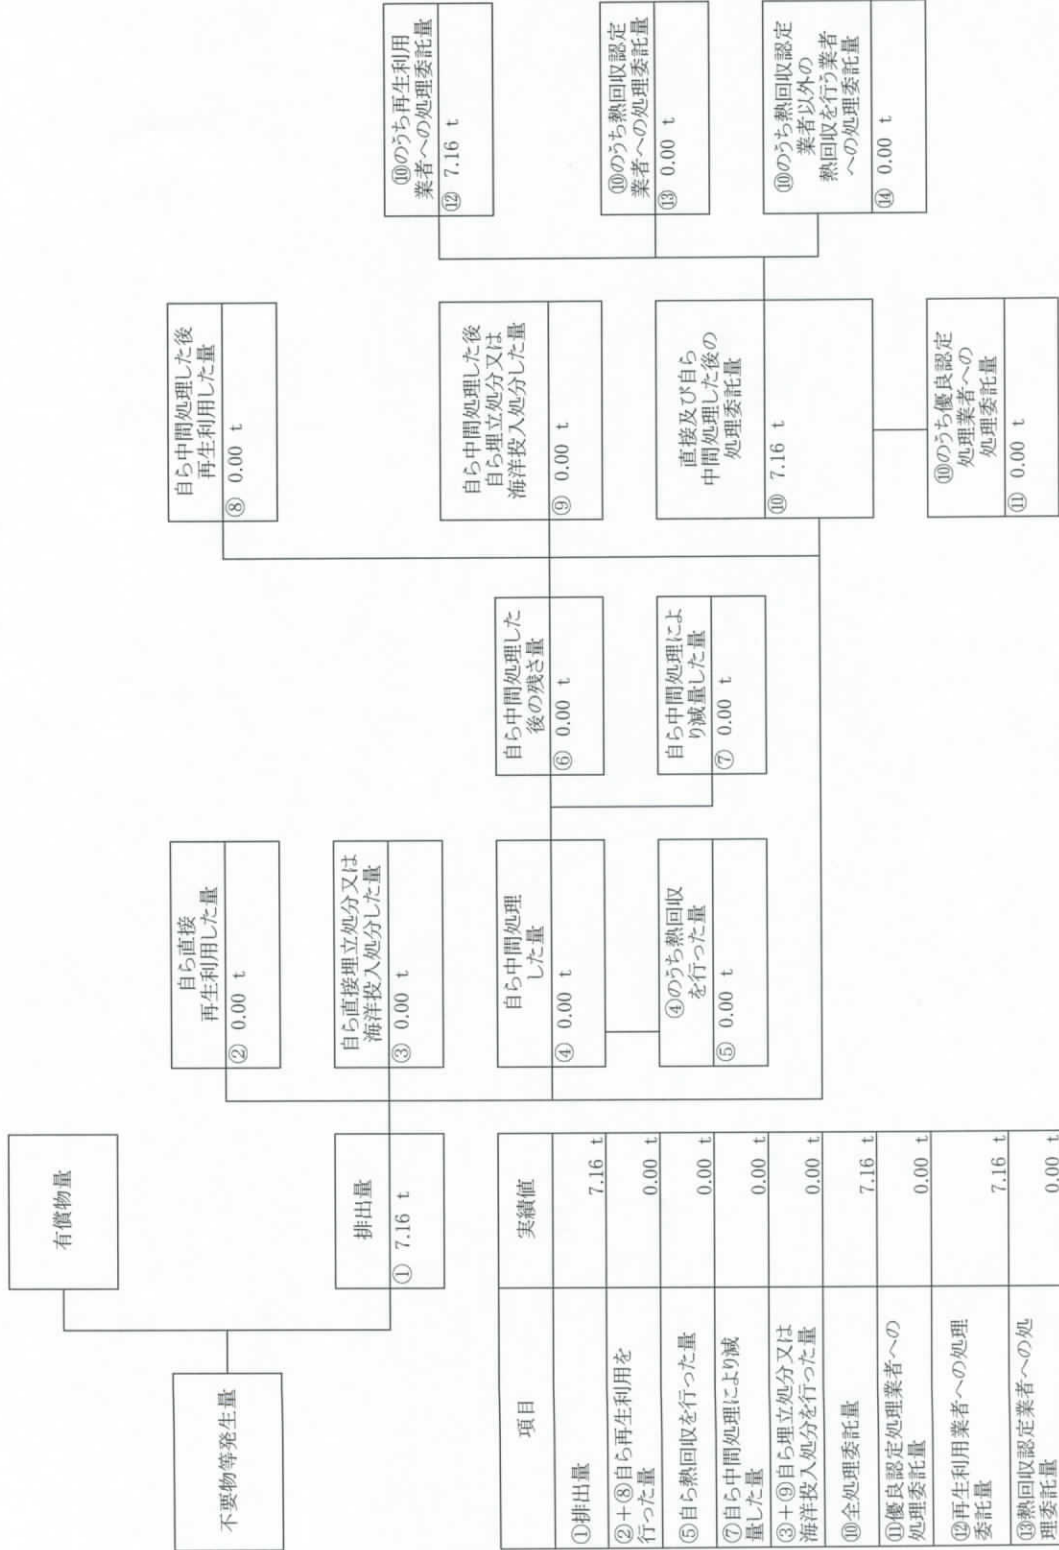 不要物等発生量
有償物量
排出量
① 7.16 t
自ら直接
再生利用した量
② 0.00 t
自ら直接埋立処分又は
海洋投入処分した量
③ 0.00 t
自ら中間処理
した量
④ 0.00 t
④のうち熱回収
を行った量
⑤ 0.00 t
自ら中間処理した
後の残さ量
⑥ 0.00 t
自ら中間処理によ
り減量した量
⑦ 0.00 t
自ら中間処理した後
再生利用した量
⑧ 0.00 t
自ら中間処理した後
自ら埋立処分又は
海洋投入処分した量
⑨ 0.00 t
直接及び自ら
中間処理した後の
処理委託量
⑩ 7.16 t
⑩のうち優良認定
処理業者への
処理委託量
⑪ 0.00 t
⑩のうち再生利用
業者への処理委託量
⑫ 7.16 t
⑩のうち熱回収認定
業者への処理委託量
⑬ 0.00 t
⑩のうち熱回収認定
業者以外の
熱回収を行う業者
への処理委託量
⑭ 0.00 t
項目 実績値
①排出量 7.16 t
②+⑧自ら再生利用を
行った量 0.00 t
⑤自ら熱回収を行った量 0.00 t
⑦自ら中間処理により減
量した量 0.00 t
③+⑨自ら埋立処分又は
海洋投入処分を行った量 0.00 t
⑩全処理委託量 7.16 t
⑪優良認定処理業者への
処理委託量 0.00 t
⑫再生利用業者への処理
委託量 7.16 t
⑬熱回収認定業者への処
理委託量 0.00 t